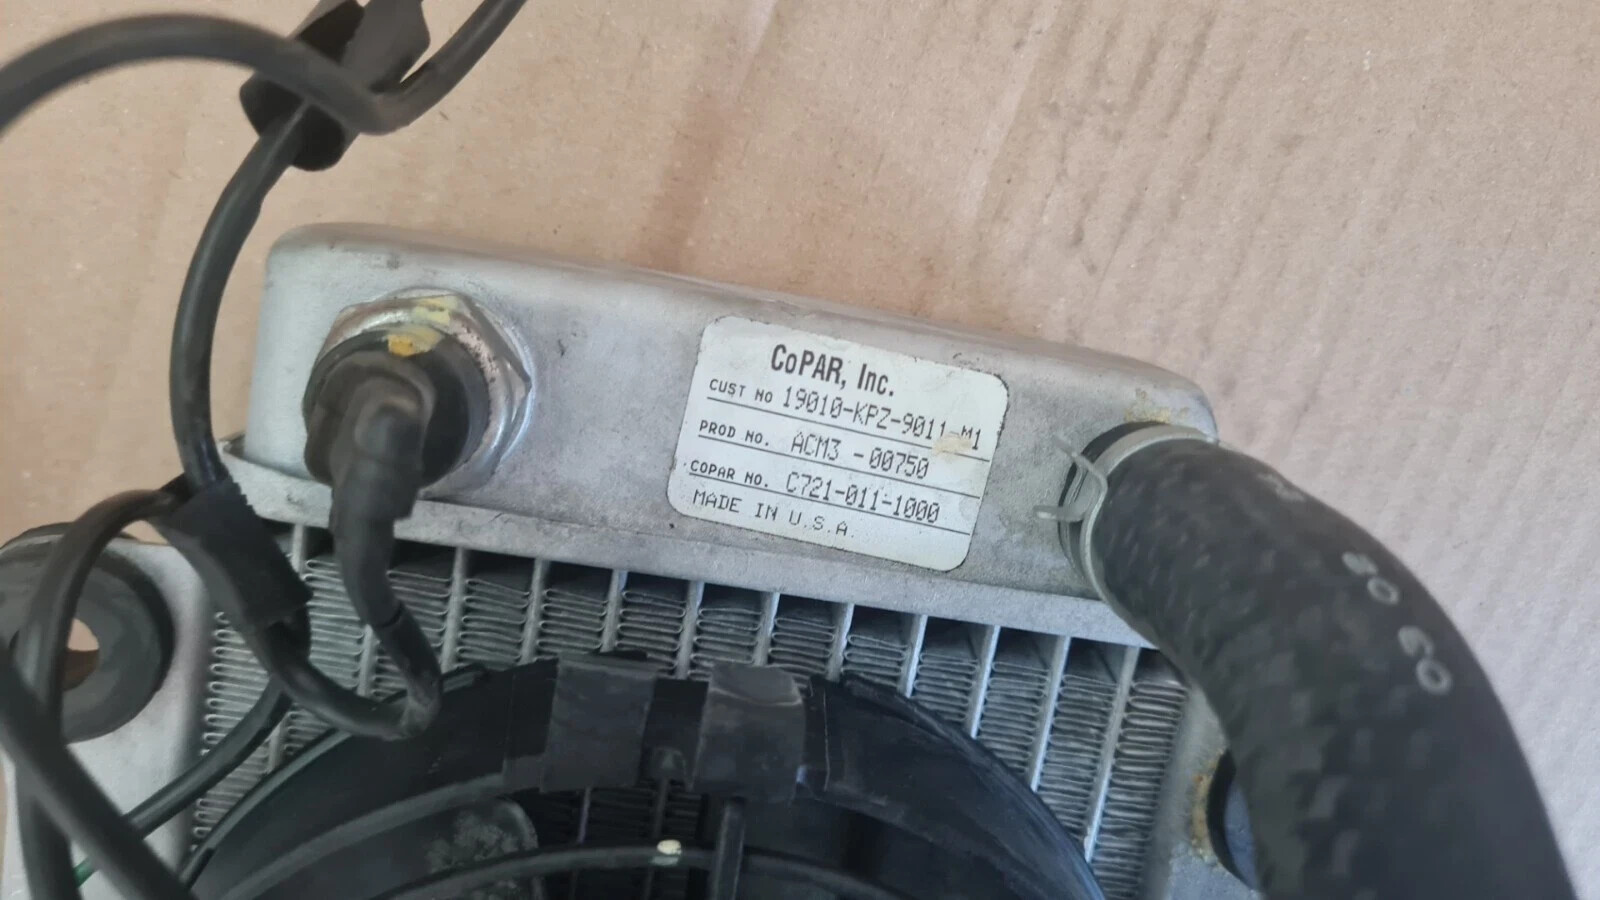 CoPAR, Inc.
CUST NO 19010-KPZ-9011-M1
PROD NO. ACM3 -00750
COPAR NO. C721-011-1000
MADE IN U.S.A.